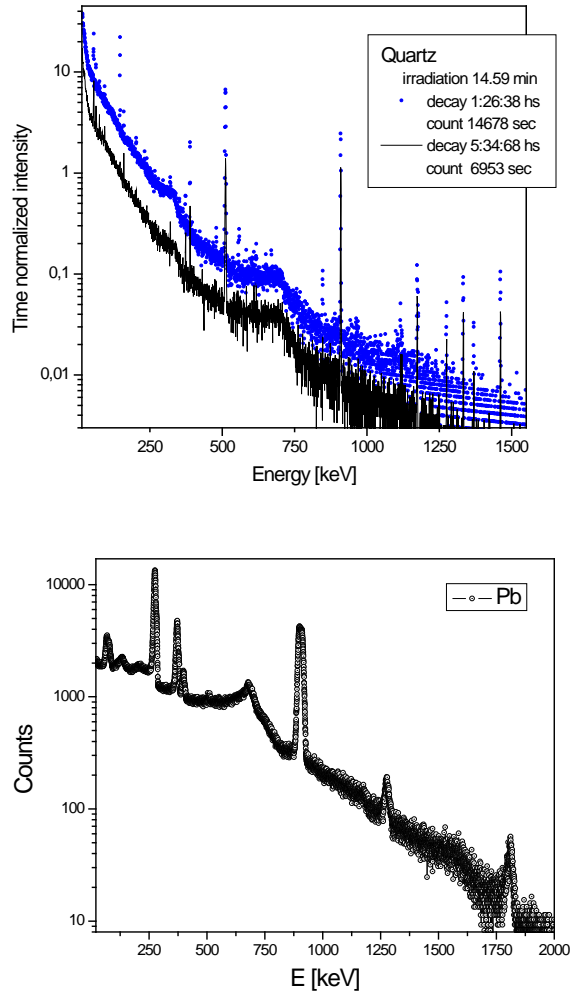 Quartz
irradiation 14.59 min
decay 1:26:38 hs
count 14678 sec
decay 5:34:68 hs
count 6953 sec
Time normalized intensity
10
1
0,1
0,01
250 500 750 1000 1250 1500
Energy [keV]
Pb
Counts
10000
1000
100
10
250 500 750 1000 1250 1500 1750 2000
E [keV]